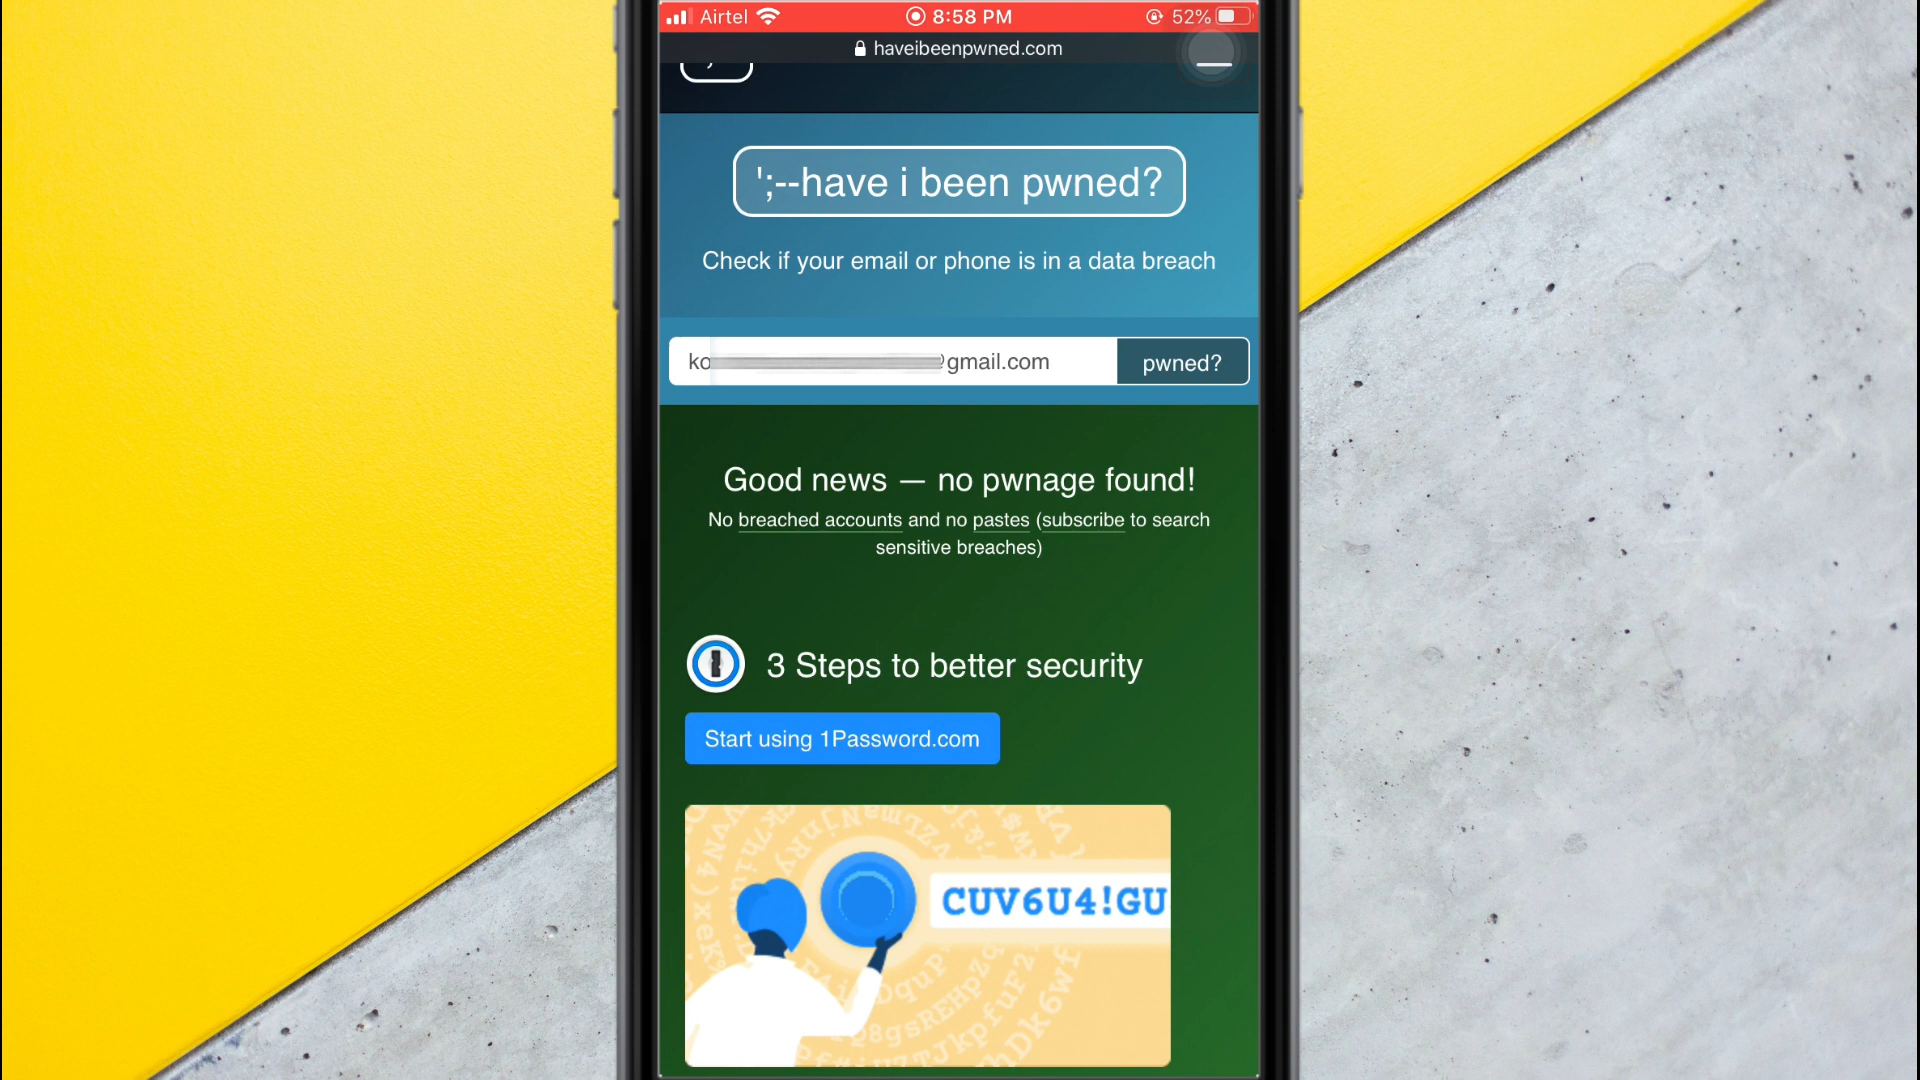 Airtel 8:58 PM 52%
haveibeenpwned.com
';--have i been pwned?
Check if your email or phone is in a data breach
ko gmail.com pwned?
Good news — no pwnage found!
No breached accounts and no pastes (subscribe to search
sensitive breaches)
3 Steps to better security
Start using 1Password.com
CUV6U4!GU